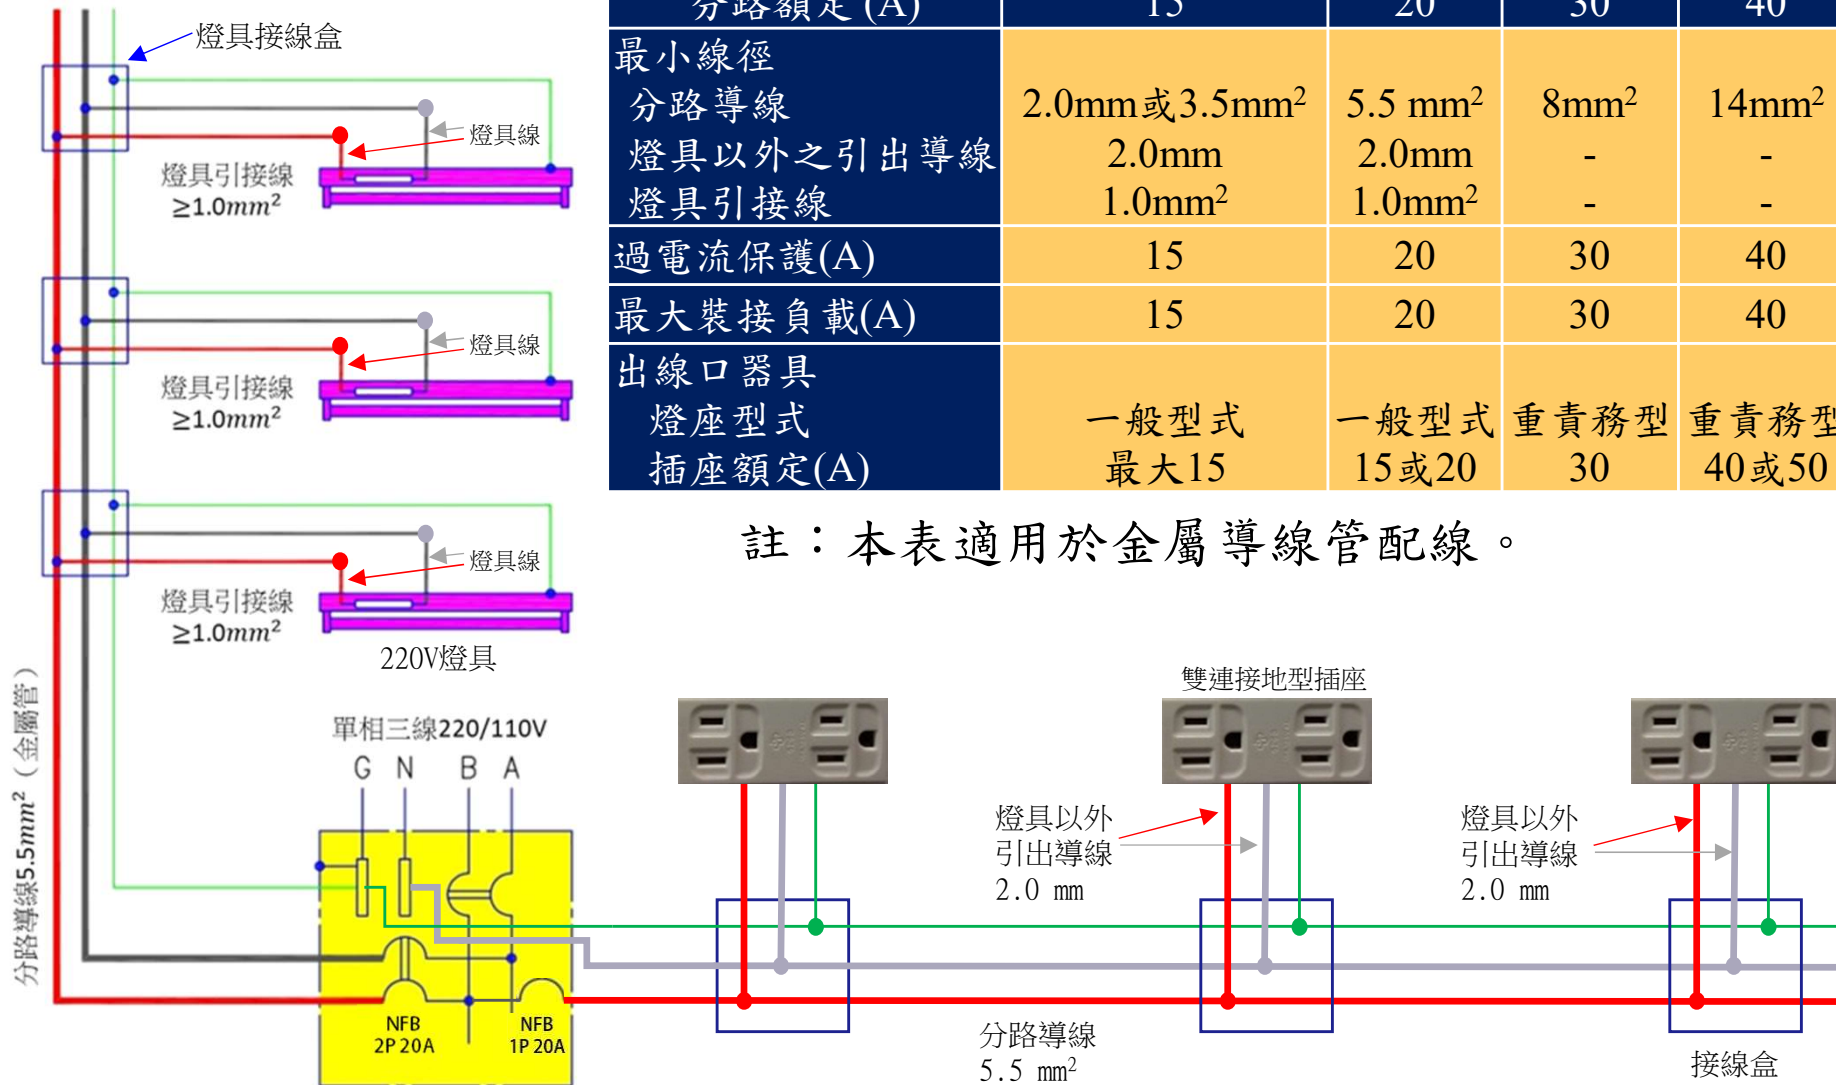 分路額定 (A) 15 20 30 40
最小線徑
分路導線 2.0mm或3.5mm² 5.5 mm² 8mm² 14mm²
燈具以外之引出導線 2.0mm 2.0mm - -
燈具引接線 1.0mm² 1.0mm² - -
過電流保護(A) 15 20 30 40
最大裝接負載(A) 15 20 30 40
出線口器具
燈座型式 一般型式 一般型式 重責務型 重責務型
插座額定(A) 最大15 15或20 30 40或50
註：本表適用於金屬導線管配線。
燈具接線盒
燈具線
燈具引接線
≥1.0mm²
燈具線
燈具引接線
≥1.0mm²
燈具線
燈具引接線
≥1.0mm²
220V燈具
分路導線5.5mm²（金屬管）
單相三線220/110V
G N B A
NFB
2P 20A
NFB
1P 20A
雙連接地型插座
燈具以外
引出導線
2.0 mm
燈具以外
引出導線
2.0 mm
分路導線
5.5 mm²
接線盒